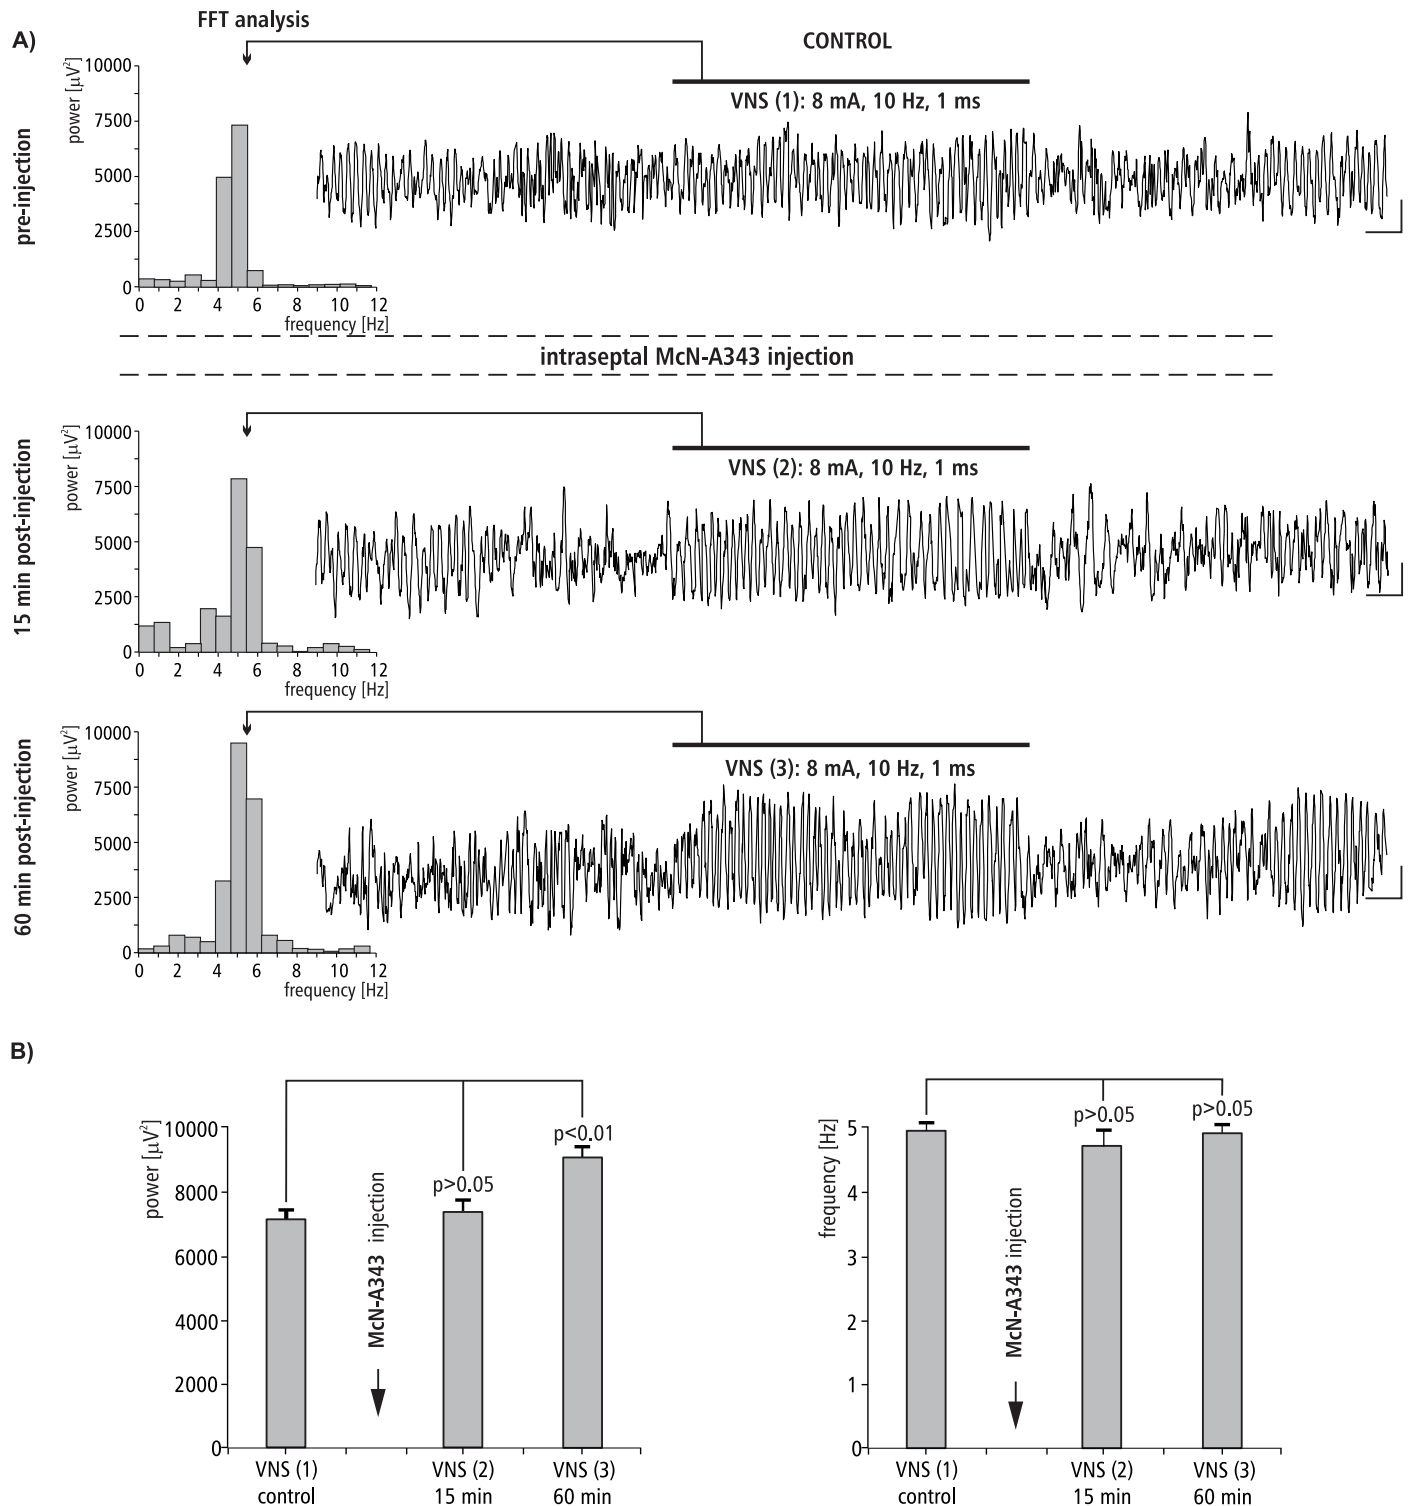 A)
FFT analysis
CONTROL
pre-injection
power [µV²]
10000
7500
5000
2500
0
0 2 4 6 8 10 12
frequency [Hz]
VNS (1): 8 mA, 10 Hz, 1 ms
intraseptal McN-A343 injection
15 min post-injection
power [µV²]
10000
7500
5000
2500
0
0 2 4 6 8 10 12
frequency [Hz]
VNS (2): 8 mA, 10 Hz, 1 ms
60 min post-injection
power [µV²]
10000
7500
5000
2500
0
0 2 4 6 8 10 12
frequency [Hz]
VNS (3): 8 mA, 10 Hz, 1 ms
B)
power [µV²]
10000
8000
6000
4000
2000
0
McN-A343 injection
p>0.05
p<0.01
VNS (1) VNS (2) VNS (3)
control 15 min 60 min
frequency [Hz]
5
4
3
2
1
0
McN-A343 injection
p>0.05
p>0.05
VNS (1) VNS (2) VNS (3)
control 15 min 60 min